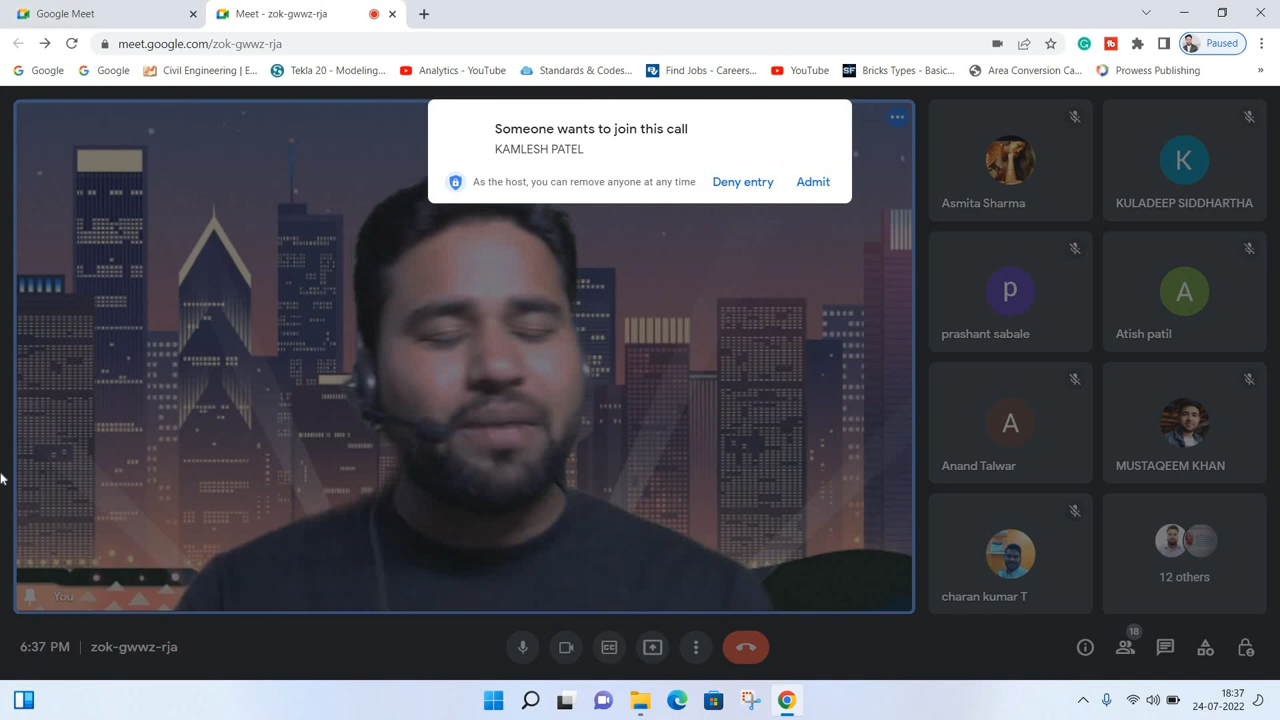 Google Meet
Meet - zok-gwwz-rja
meet.google.com/zok-gwwz-rja
Paused
Google
Google
Civil Engineering | E...
Tekla 20 - Modeling...
Analytics - YouTube
Standards & Codes...
Find Jobs - Careers...
YouTube
Bricks Types - Basic...
Area Conversion Ca...
Prowess Publishing
»
Someone wants to join this call
KAMLESH PATEL
As the host, you can remove anyone at any time
Deny entry
Admit
Asmita Sharma
K
KULADEEP SIDDHARTHA
p
prashant sabale
A
Atish patil
A
Anand Talwar
MUSTAQEEM KHAN
charan kumar T
12 others
You
6:37 PM | zok-gwwz-rja
CC
18
18:37
24-07-2022